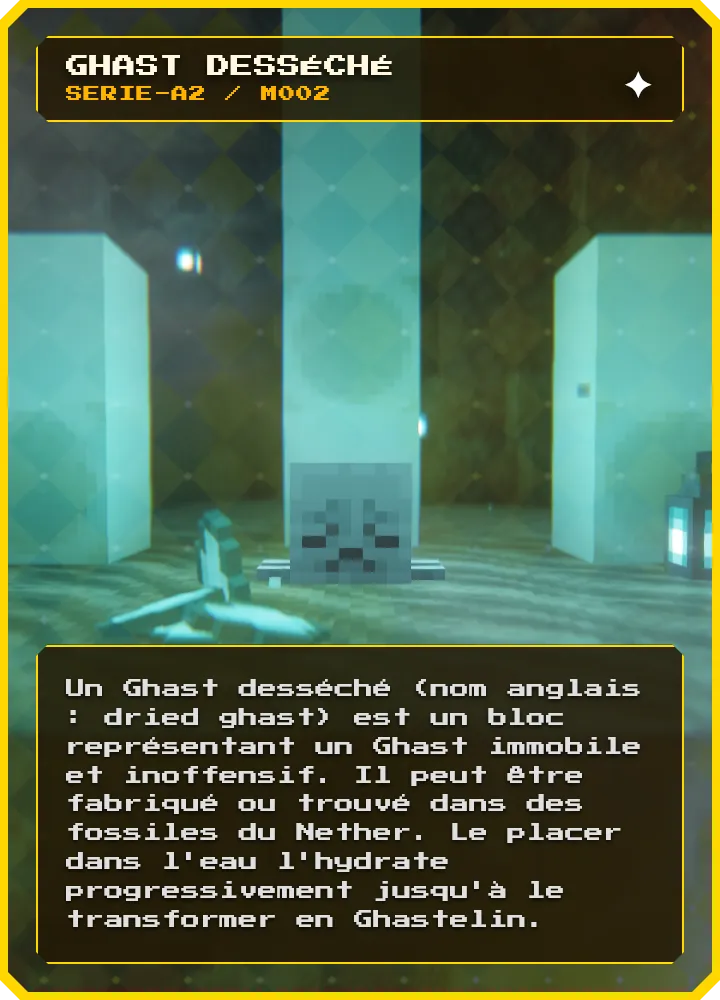 GHAST DESSéCHé
SERIE-A2 / M002
Un Ghast desséché (nom anglais
: dried ghast) est un bloc
représentant un Ghast immobile
et inoffensif. Il peut être
fabriqué ou trouvé dans des
fossiles du Nether. Le placer
dans l'eau l'hydrate
progressivement jusqu'à le
transformer en Ghastelin.